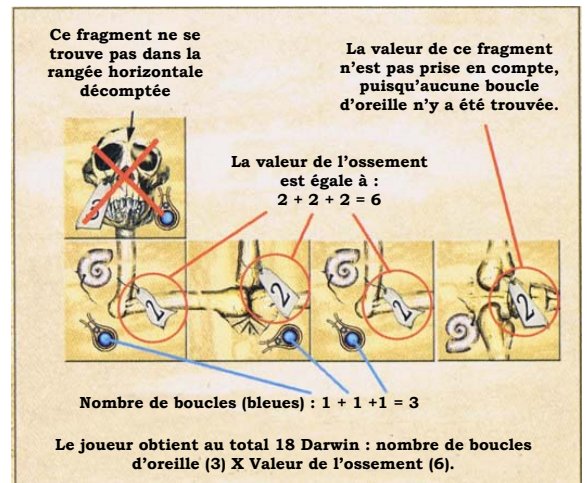 Ce fragment ne se
trouve pas dans la
rangée horizontale
décomptée
La valeur de ce fragment
n'est pas prise en compte,
puisqu'aucune boucle
d'oreille n'y a été trouvée.
La valeur de l'ossement
est égale à :
2 + 2 + 2 = 6
3
2
2
2
2
Nombre de boucles (bleues) : 1 + 1 +1 = 3
Le joueur obtient au total 18 Darwin : nombre de boucles
d'oreille (3) X Valeur de l'ossement (6).